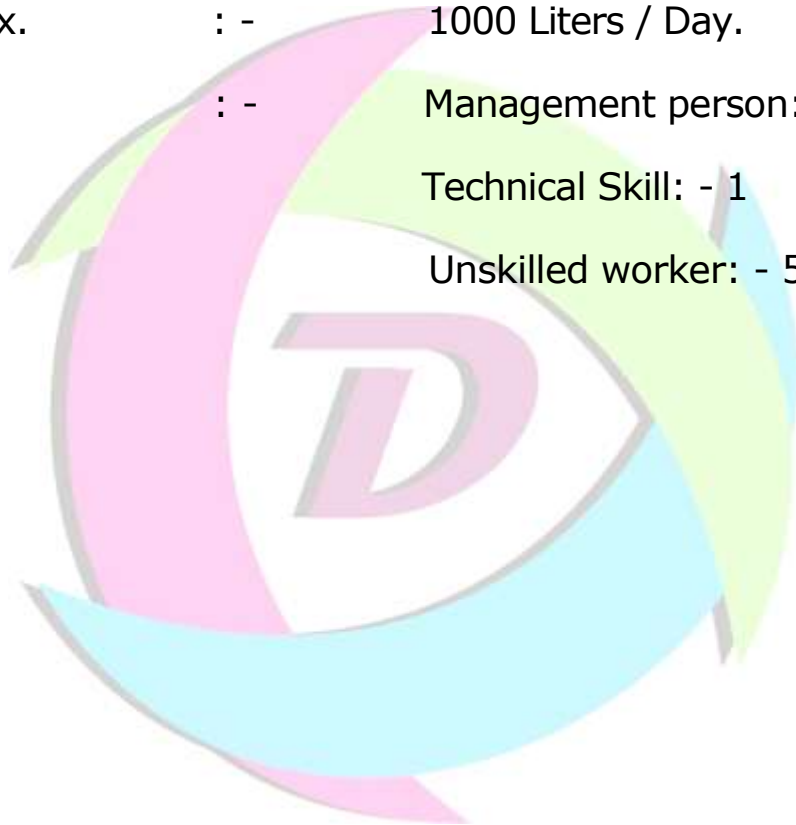 x. : - 1000 Liters / Day.
: - Management person:
Technical Skill: - 1
Unskilled worker: - 5
D